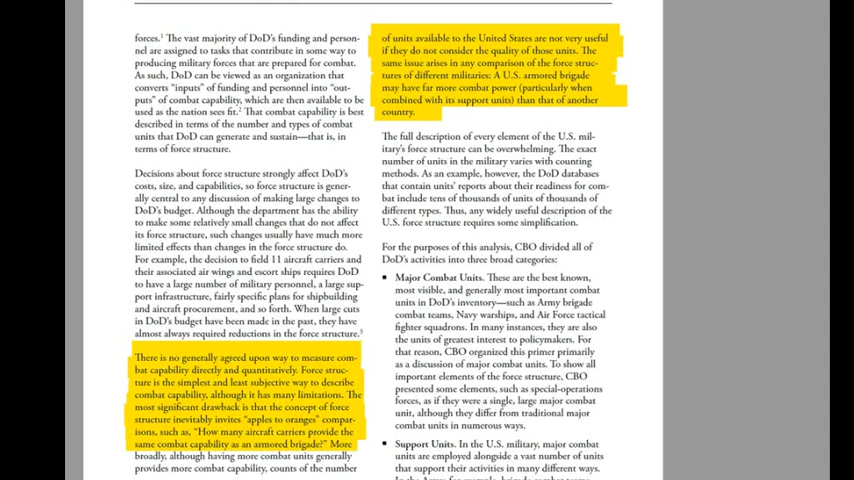 forces.1 The vast majority of DoD's funding and person-
nel are assigned to tasks that contribute in some way to
producing military forces that are prepared for combat.
As such, DoD can be viewed as an organization that
converts "inputs" of funding and personnel into "out-
puts" of combat capability, which are then available to be
used as the nation sees fit.2 That combat capability is best
described in terms of the number and types of combat
units that DoD can generate and sustain—that is, in
terms of force structure.
Decisions about force structure strongly affect DoD's
costs, size, and capabilities, so force structure is gener-
ally central to any discussion of making large changes to
DoD's budget. Although the department has the ability
to make some relatively small changes that do not affect
its force structure, such changes usually have much more
limited effects than changes in the force structure do.
For example, the decision to field 11 aircraft carriers and
their associated air wings and escort ships requires DoD
to have a large number of military personnel, a large sup-
port infrastructure, fairly specific plans for shipbuilding
and aircraft procurement, and so forth. When large cuts
in DoD's budget have been made in the past, they have
almost always required reductions in the force structure.3
There is no generally agreed upon way to measure com-
bat capability directly and quantitatively. Force struc-
ture is the simplest and least subjective way to describe
combat capability, although it has many limitations. The
most significant drawback is that the concept of force
structure inevitably invites "apples to oranges" compar-
isons, such as, "How many aircraft carriers provide the
same combat capability as an armored brigade?" More
broadly, although having more combat units generally
provides more combat capability, counts of the number
of units available to the United States are not very useful
if they do not consider the quality of those units. The
same issue arises in any comparison of the force struc-
tures of different militaries: A U.S. armored brigade
may have far more combat power (particularly when
combined with its support units) than that of another
country.
The full description of every element of the U.S. mil-
itary's force structure can be overwhelming. The exact
number of units in the military varies with counting
methods. As an example, however, the DoD databases
that contain units' reports about their readiness for com-
bat include tens of thousands of units of thousands of
different types. Thus, any widely useful description of the
U.S. force structure requires some simplification.
For the purposes of this analysis, CBO divided all of
DoD's activities into three broad categories:
■ Major Combat Units. These are the best known,
most visible, and generally most important combat
units in DoD's inventory—such as Army brigade
combat teams, Navy warships, and Air Force tactical
fighter squadrons. In many instances, they are also
the units of greatest interest to policymakers. For
that reason, CBO organized this primer primarily
as a discussion of major combat units. To show all
important elements of the force structure, CBO
presented some elements, such as special-operations
forces, as if they were a single, large major combat
unit, although they differ from traditional major
combat units in numerous ways.
■ Support Units. In the U.S. military, major combat
units are employed alongside a vast number of units
that support their activities in many different ways.